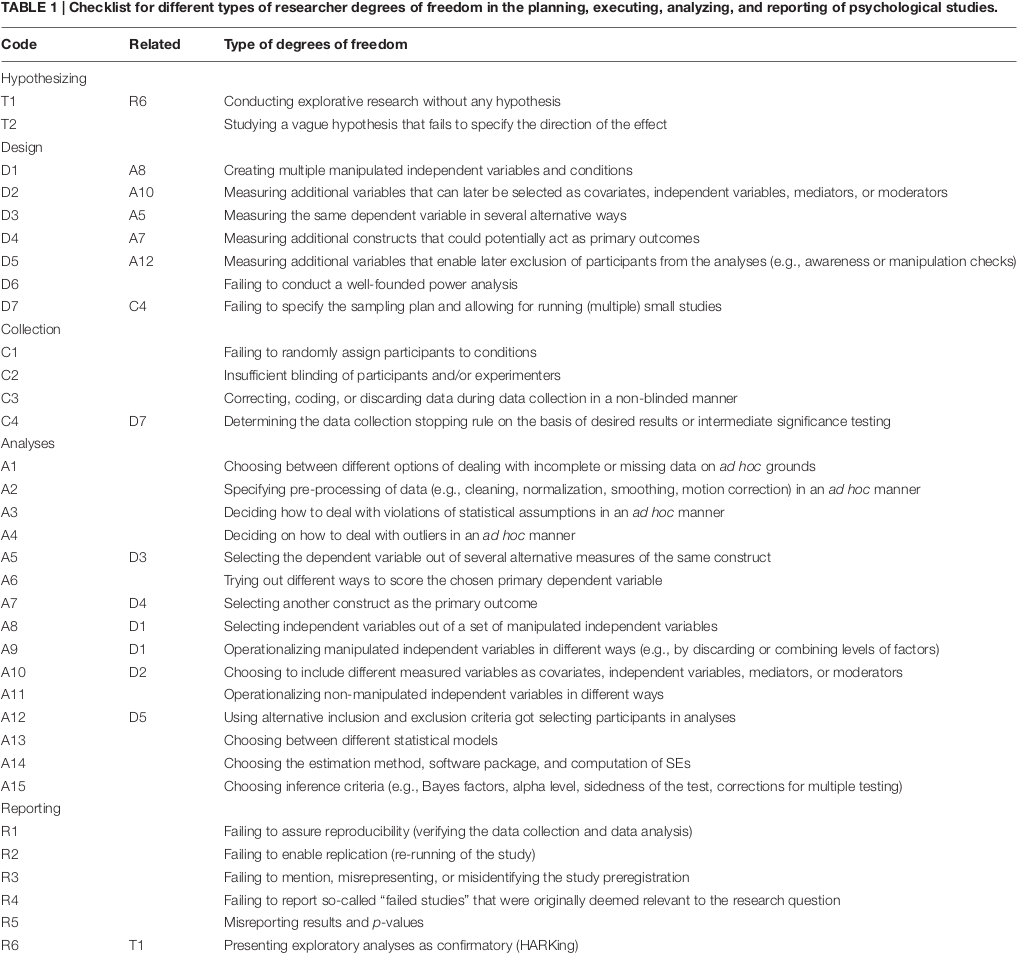 TABLE 1 | Checklist for different types of researcher degrees of freedom in the planning, executing, analyzing, and reporting of psychological studies.
Code Related Type of degrees of freedom
Hypothesizing
T1 R6 Conducting explorative research without any hypothesis
T2 Studying a vague hypothesis that fails to specify the direction of the effect
Design
D1 A8 Creating multiple manipulated independent variables and conditions
D2 A10 Measuring additional variables that can later be selected as covariates, independent variables, mediators, or moderators
D3 A5 Measuring the same dependent variable in several alternative ways
D4 A7 Measuring additional constructs that could potentially act as primary outcomes
D5 A12 Measuring additional variables that enable later exclusion of participants from the analyses (e.g., awareness or manipulation checks)
D6 Failing to conduct a well-founded power analysis
D7 C4 Failing to specify the sampling plan and allowing for running (multiple) small studies
Collection
C1 Failing to randomly assign participants to conditions
C2 Insufficient blinding of participants and/or experimenters
C3 Correcting, coding, or discarding data during data collection in a non-blinded manner
C4 D7 Determining the data collection stopping rule on the basis of desired results or intermediate significance testing
Analyses
A1 Choosing between different options of dealing with incomplete or missing data on ad hoc grounds
A2 Specifying pre-processing of data (e.g., cleaning, normalization, smoothing, motion correction) in an ad hoc manner
A3 Deciding how to deal with violations of statistical assumptions in an ad hoc manner
A4 Deciding on how to deal with outliers in an ad hoc manner
A5 D3 Selecting the dependent variable out of several alternative measures of the same construct
A6 Trying out different ways to score the chosen primary dependent variable
A7 D4 Selecting another construct as the primary outcome
A8 D1 Selecting independent variables out of a set of manipulated independent variables
A9 D1 Operationalizing manipulated independent variables in different ways (e.g., by discarding or combining levels of factors)
A10 D2 Choosing to include different measured variables as covariates, independent variables, mediators, or moderators
A11 Operationalizing non-manipulated independent variables in different ways
A12 D5 Using alternative inclusion and exclusion criteria got selecting participants in analyses
A13 Choosing between different statistical models
A14 Choosing the estimation method, software package, and computation of SEs
A15 Choosing inference criteria (e.g., Bayes factors, alpha level, sidedness of the test, corrections for multiple testing)
Reporting
R1 Failing to assure reproducibility (verifying the data collection and data analysis)
R2 Failing to enable replication (re-running of the study)
R3 Failing to mention, misrepresenting, or misidentifying the study preregistration
R4 Failing to report so-called “failed studies” that were originally deemed relevant to the research question
R5 Misreporting results and p-values
R6 T1 Presenting exploratory analyses as confirmatory (HARKing)